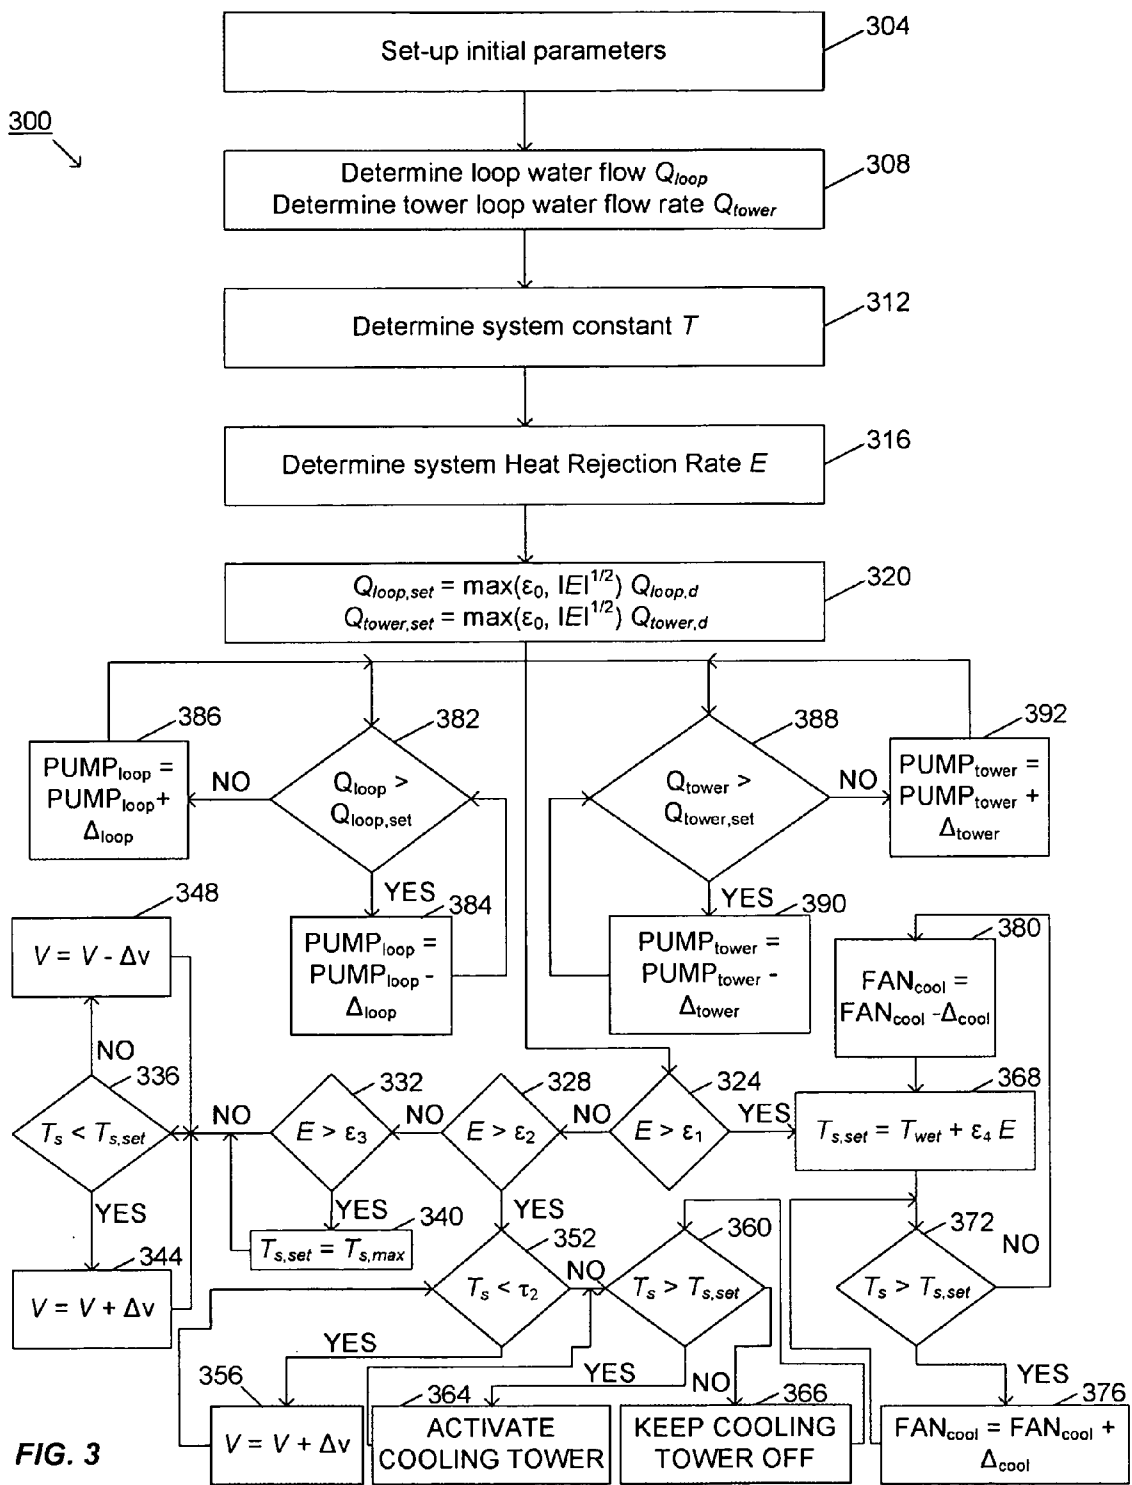 304
Set-up initial parameters
300
308
Determine loop water flow Q_loop
Determine tower loop water flow rate Q_tower
312
Determine system constant T
316
Determine system Heat Rejection Rate E
320
Q_loop,set = max(ε₀, |E|^1/2) Q_loop,d
Q_tower,set = max(ε₀, |E|^1/2) Q_tower,d
386
382
388
392
PUMP_loop =
PUMP_loop+
Δ_loop
NO
Q_loop >
Q_loop,set
Q_tower >
Q_tower,set
NO
PUMP_tower =
PUMP_tower +
Δ_tower
YES
YES
348
384
390
380
V = V - Δv
PUMP_loop =
PUMP_loop -
Δ_loop
PUMP_tower =
PUMP_tower -
Δ_tower
FAN_cool =
FAN_cool -Δ_cool
NO
336
332
328
324
368
T_s < T_s,set
NO
E > ε₃
NO
E > ε₂
NO
E > ε₁
YES
T_s,set = T_wet + ε₄ E
YES
YES
YES
340
T_s,set = T_s,max
352
360
372
NO
344
V = V + Δv
T_s < τ₂
NO
T_s > T_s,set
T_s > T_s,set
YES
YES
NO
YES
356
364
366
376
V = V + Δv
ACTIVATE
COOLING TOWER
KEEP COOLING
TOWER OFF
FAN_cool = FAN_cool +
Δ_cool
FIG. 3